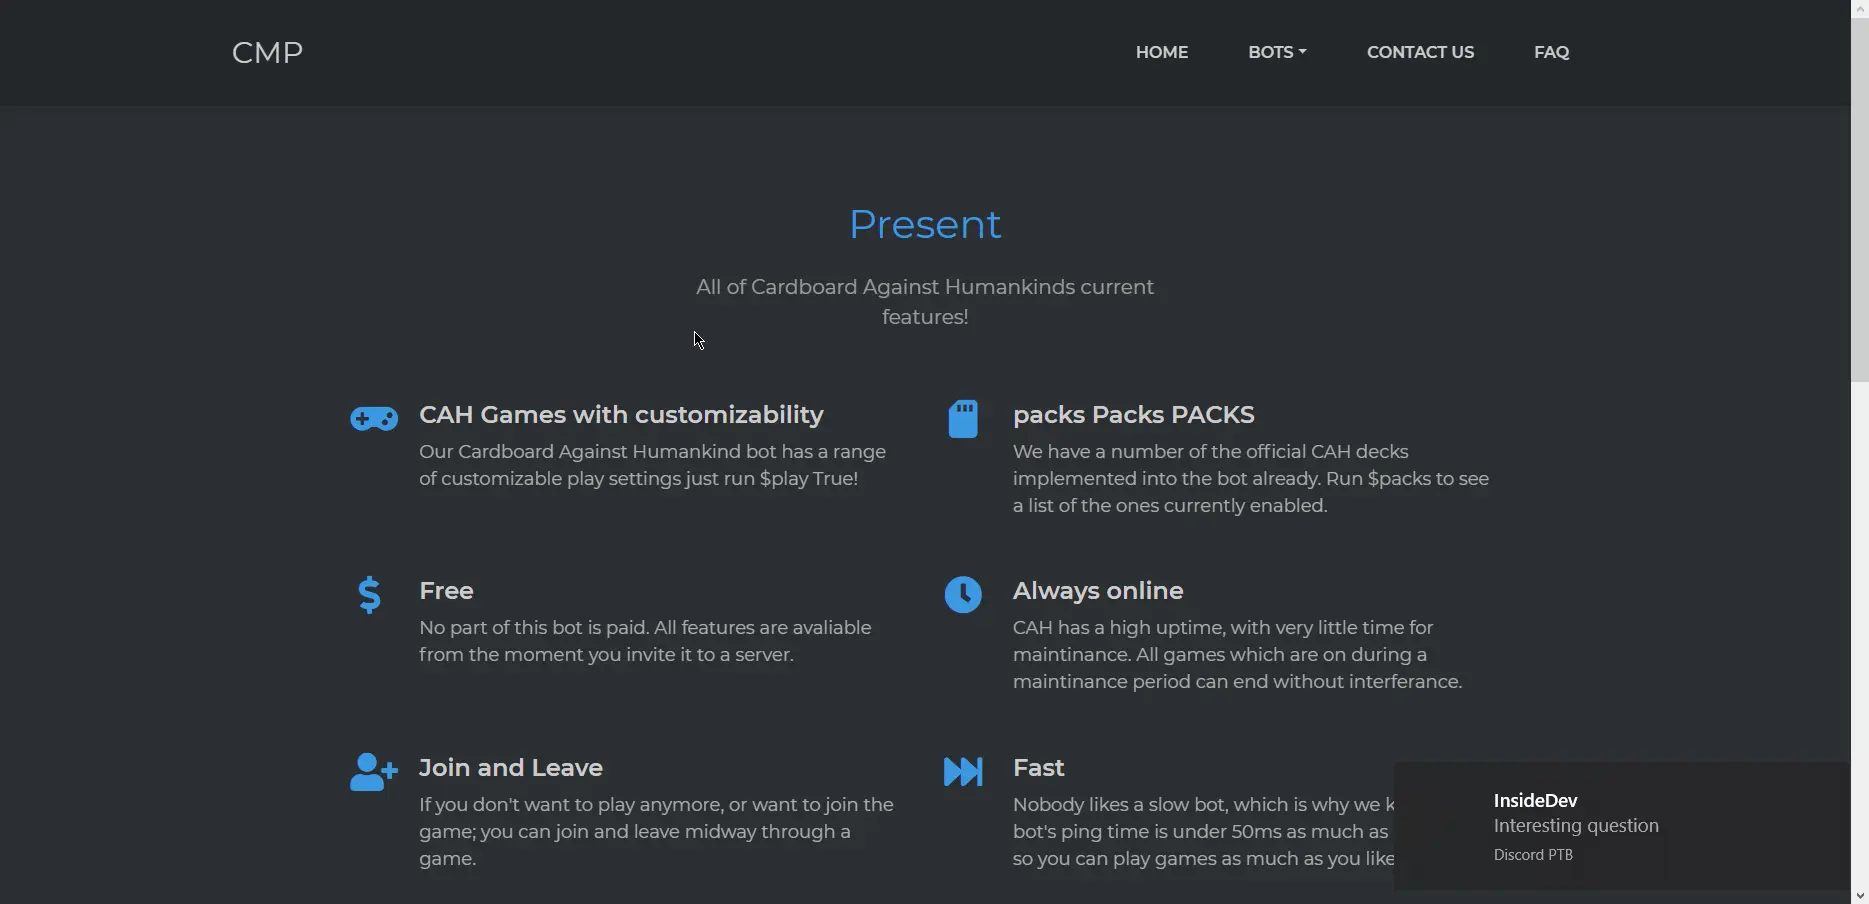 CMP
HOME
BOTS
CONTACT US
FAQ
Present
All of Cardboard Against Humankinds current
features!
CAH Games with customizability
Our Cardboard Against Humankind bot has a range
of customizable play settings just run $play True!
packs Packs PACKS
We have a number of the official CAH decks
implemented into the bot already. Run $packs to see
a list of the ones currently enabled.
Free
No part of this bot is paid. All features are avaliable
from the moment you invite it to a server.
Always online
CAH has a high uptime, with very little time for
maintinance. All games which are on during a
maintinance period can end without interferance.
Join and Leave
If you don't want to play anymore, or want to join the
game; you can join and leave midway through a
game.
Fast
Nobody likes a slow bot, which is why we
bot's ping time is under 50ms as much as
so you can play games as much as you like
InsideDev
Interesting question
Discord PTB